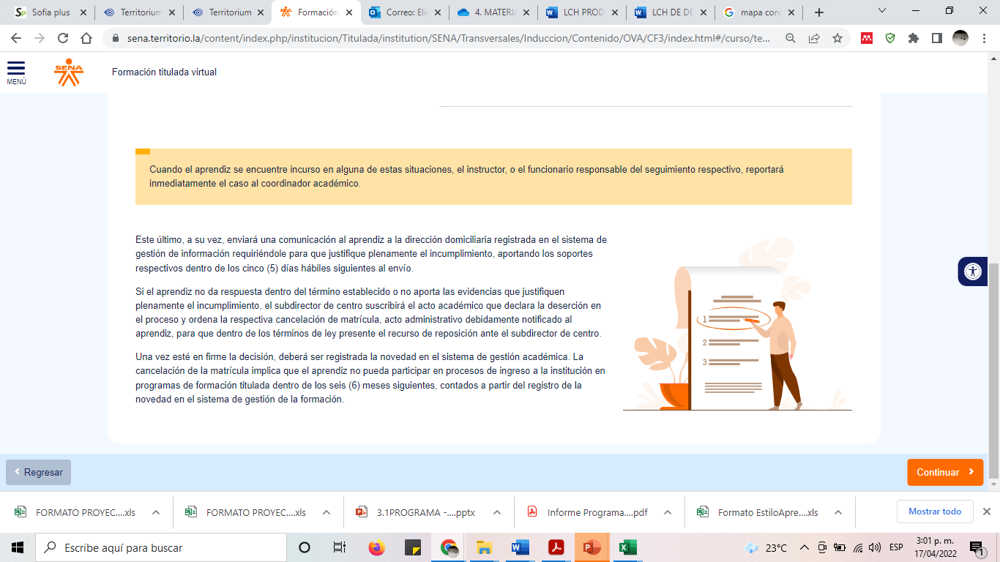 Sofia plus
Territorium
Territorium
Formación
Correo: Eli
4. MATERIA
LCH PROD
LCH DE DE
mapa conc
sena.territorio.la/content/index.php/institucion/Titulada/institution/SENA/Transversales/Induccion/Contenido/OVA/CF3/index.html#/curso/te...
MENÚ
SENA
Formación titulada virtual
Cuando el aprendiz se encuentre incurso en alguna de estas situaciones, el instructor, o el funcionario responsable del seguimiento respectivo, reportará
inmediatamente el caso al coordinador académico.
Este último, a su vez, enviará una comunicación al aprendiz a la dirección domiciliaria registrada en el sistema de
gestión de información requiriéndole para que justifique plenamente el incumplimiento, aportando los soportes
respectivos dentro de los cinco (5) días hábiles siguientes al envío.
Si el aprendiz no da respuesta dentro del término establecido o no aporta las evidencias que justifiquen
plenamente el incumplimiento, el subdirector de centro suscribirá el acto académico que declara la deserción en
el proceso y ordena la respectiva cancelación de matrícula, acto administrativo debidamente notificado al
aprendiz, para que dentro de los términos de ley presente el recurso de reposición ante el subdirector de centro.
Una vez esté en firme la decisión, deberá ser registrada la novedad en el sistema de gestión académica. La
cancelación de la matrícula implica que el aprendiz no pueda participar en procesos de ingreso a la institución en
programas de formación titulada dentro de los seis (6) meses siguientes, contados a partir del registro de la
novedad en el sistema de gestión de la formación.
1
2
3
Regresar
Continuar
FORMATO PROYEC....xls
FORMATO PROYEC....xls
3.1PROGRAMA -....pptx
Informe Programa....pdf
Formato EstiloApre....xls
Mostrar todo
Escribe aquí para buscar
23°C
ESP
3:01 p. m.
17/04/2022
1